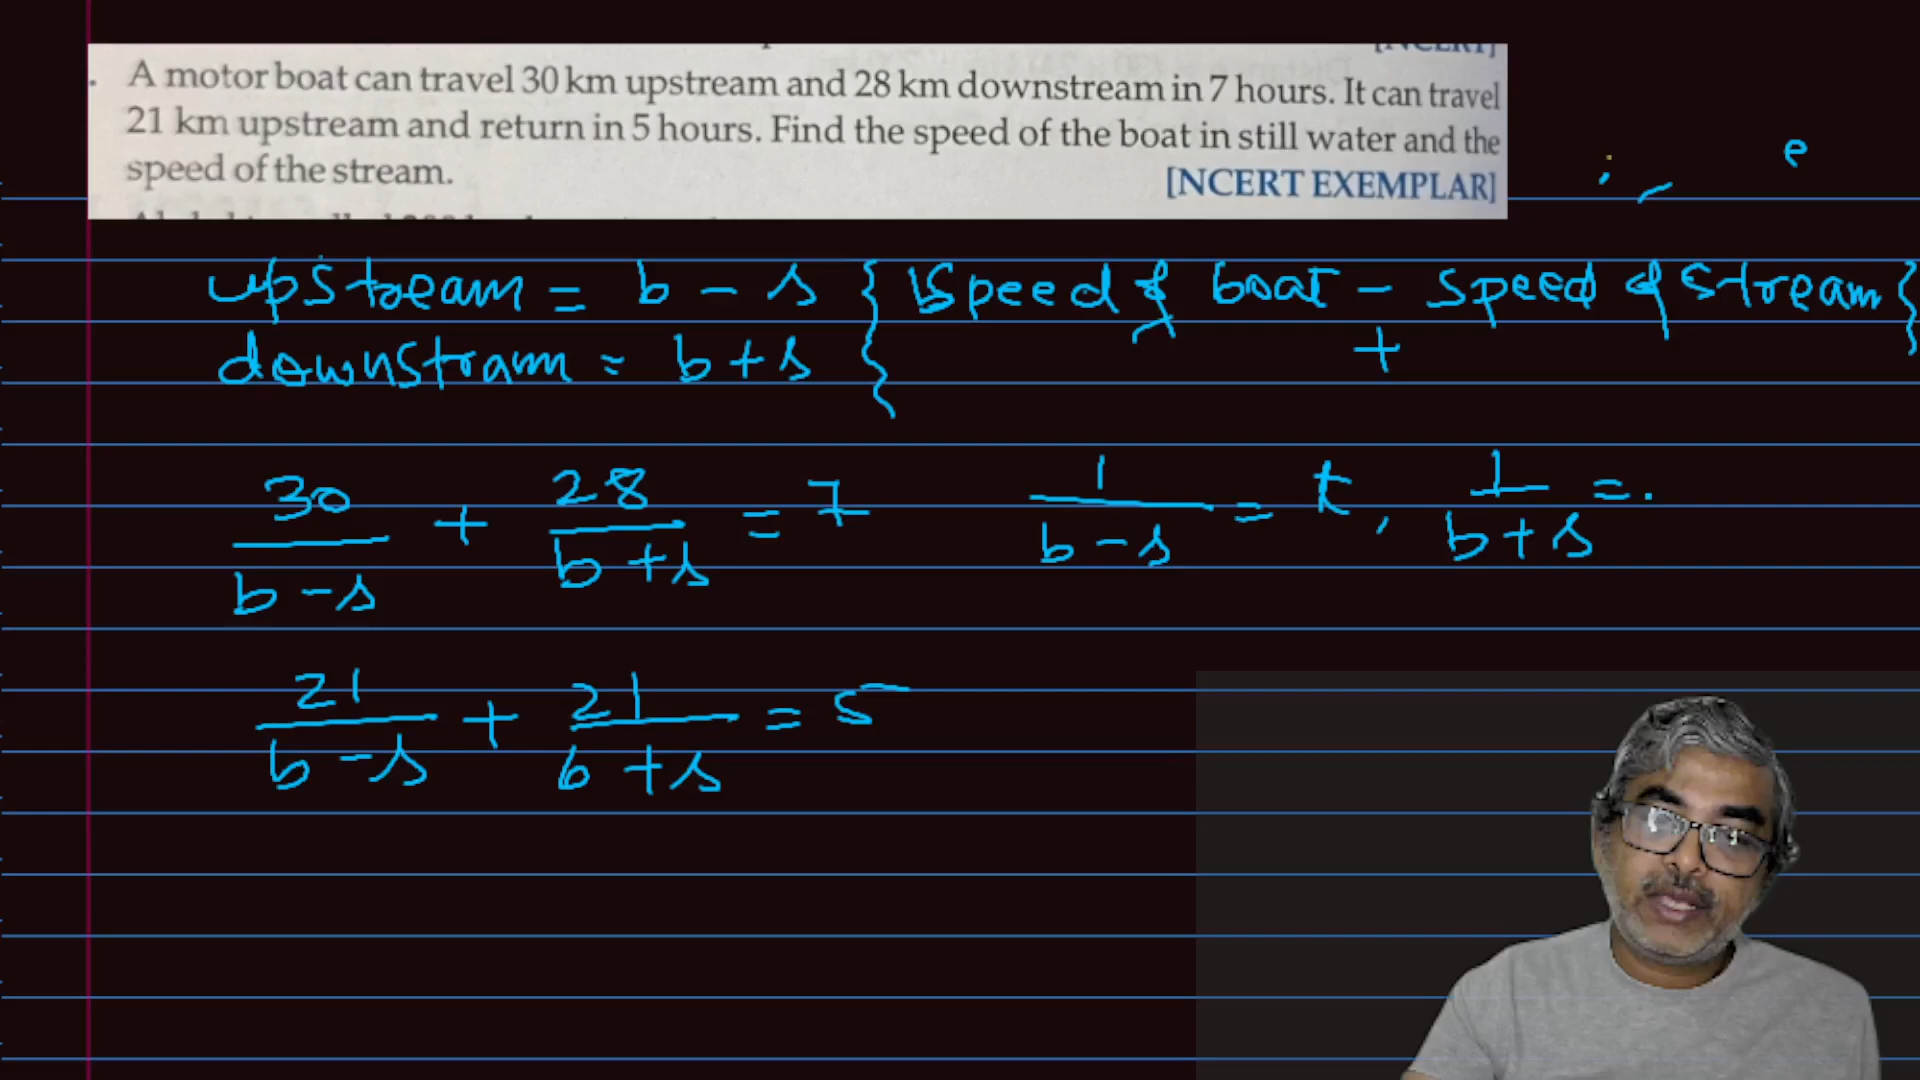 A motor boat can travel 30 km upstream and 28 km downstream in 7 hours. It can travel
21 km upstream and return in 5 hours. Find the speed of the boat in still water and the
speed of the stream.
[NCERT EXEMPLAR]
e
upstream = b - s { speed of boat - speed of stream }
downstram = b + s { +
30/(b - s) + 28/(b + s) = 7
1/(b - s) = t, 1/(b + s) = .
21/(b - s) + 21/(b + s) = 5